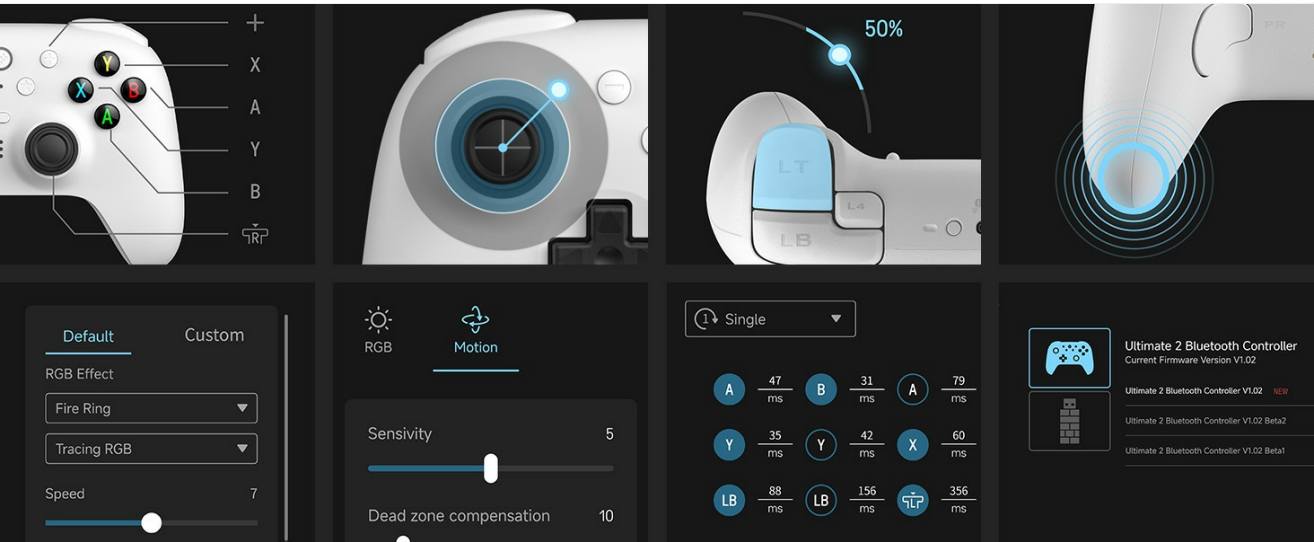 +
Y
X
X
B
A
A
Y
B
R
50%
LT
L4
LB
PR
Default Custom
RGB Effect
Fire Ring
Tracing RGB
Speed 7
RGB Motion
Sensivity 5
Dead zone compensation 10
1 Single
A 47 ms B 31 ms A 79 ms
Y 35 ms Y 42 ms X 60 ms
LB 88 ms LB 156 ms L 356 ms
Ultimate 2 Bluetooth Controller
Current Firmware Version V1.02
Ultimate 2 Bluetooth Controller V1.02 NEW
Ultimate 2 Bluetooth Controller V1.02 Beta2
Ultimate 2 Bluetooth Controller V1.02 Beta1